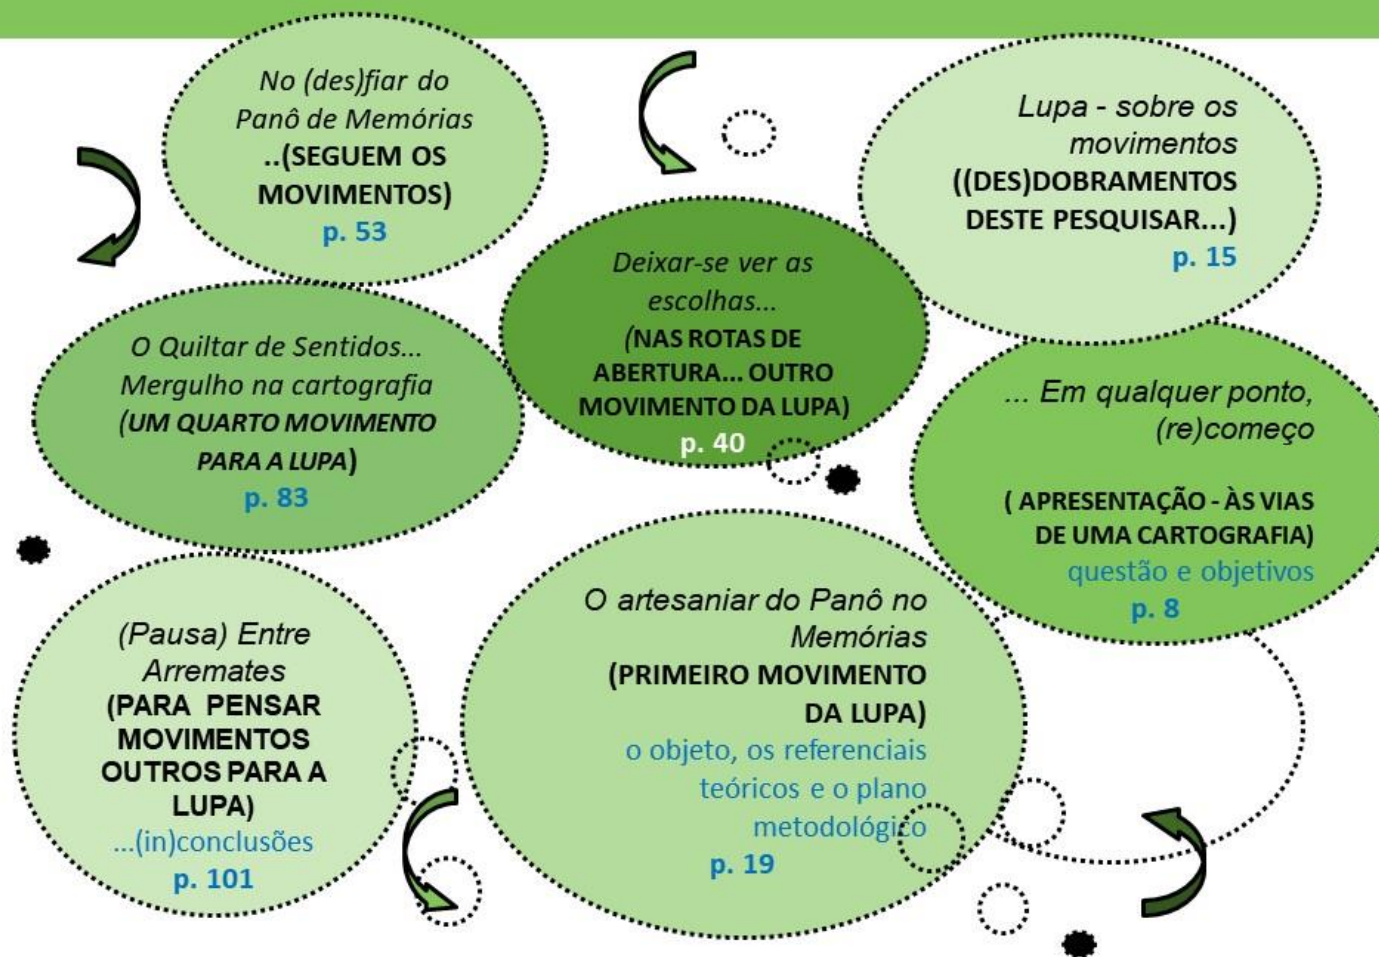 No (des)fiar do
Panô de Memórias
..(SEGUEM OS
MOVIMENTOS)
p. 53
Lupa - sobre os
movimentos
((DES)DOBRAMENTOS
DESTE PESQUISAR...)
p. 15
Deixar-se ver as
escolhas...
(NAS ROTAS DE
ABERTURA... OUTRO
MOVIMENTO DA LUPA)
p. 40
O Quiltar de Sentidos...
Mergulho na cartografia
(UM QUARTO MOVIMENTO
PARA A LUPA)
p. 83
... Em qualquer ponto,
(re)começo
( APRESENTAÇÃO - ÀS VIAS
DE UMA CARTOGRAFIA)
questão e objetivos
p. 8
O artesaniar do Panô no
Memórias
(PRIMEIRO MOVIMENTO
DA LUPA)
o objeto, os referenciais
teóricos e o plano
metodológico
p. 19
(Pausa) Entre
Arremates
(PARA PENSAR
MOVIMENTOS
OUTROS PARA A
LUPA)
...(in)conclusões
p. 101